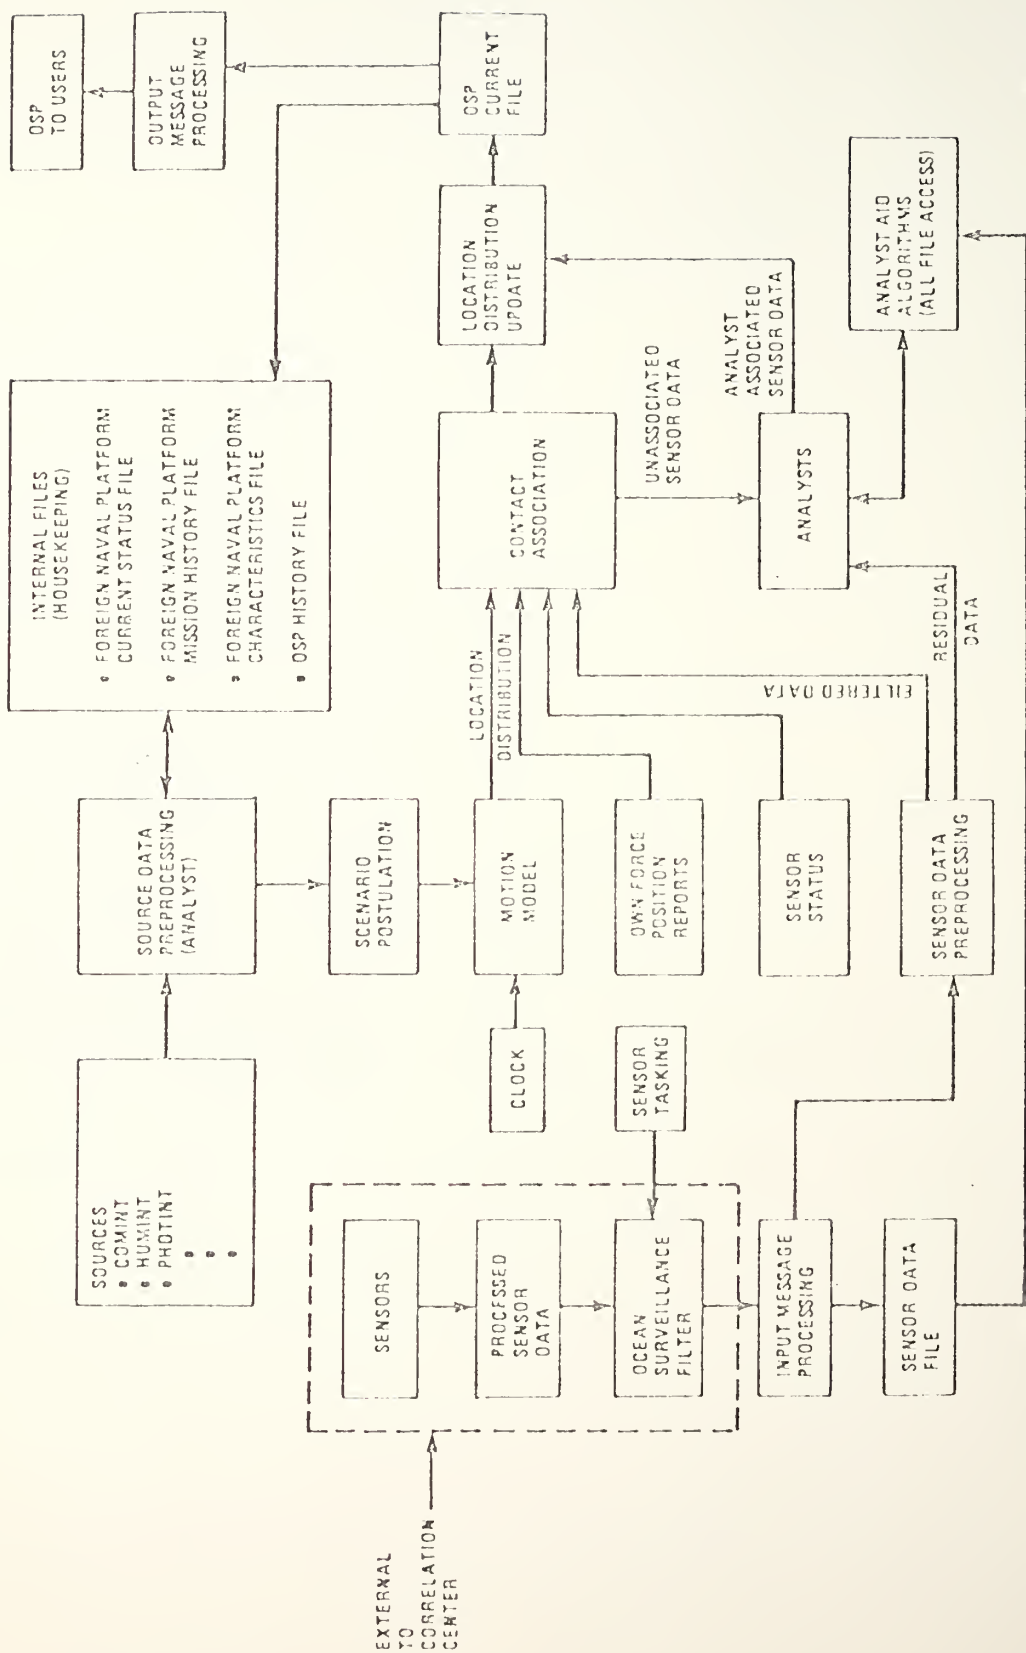 SOURCES
• COMINT
• HUMINT
• PHOTINT
•
•
•
SOURCE DATA
PREPROCESSING
(ANALYST)
INTERNAL FILES
(HOUSEKEEPING)
• FOREIGN NAVAL PLATFORM
CURRENT STATUS FILE
• FOREIGN NAVAL PLATFORM
MISSION HISTORY FILE
• FOREIGN NAVAL PLATFORM
CHARACTERISTICS FILE
• OSP HISTORY FILE
OSP
TO USERS
OUTPUT
MESSAGE
PROCESSING
SCENARIO
POSTULATION
EXTERNAL
TO
CORRELATION
CENTER
SENSORS
PROCESSED
SENSOR
DATA
OCEAN
SURVEILLANCE
FILTER
CLOCK
MOTION
MODEL
LOCATION
DISTRIBUTION
CONTACT
ASSOCIATION
LOCATION
DISTRIBUTION
UPDATE
OSP
CURRENT
FILE
SENSOR
TASKING
OWN FORCE
POSITION
REPORTS
UNASSOCIATED
SENSOR DATA
ANALYST
ASSOCIATED
SENSOR DATA
SENSOR
STATUS
FILTERED DATA
ANALYSTS
INPUT MESSAGE
PROCESSING
SENSOR DATA
PREPROCESSING
RESIDUAL
DATA
ANALYST AID
ALGORITHMS
(ALL FILE ACCESS)
SENSOR DATA
FILE